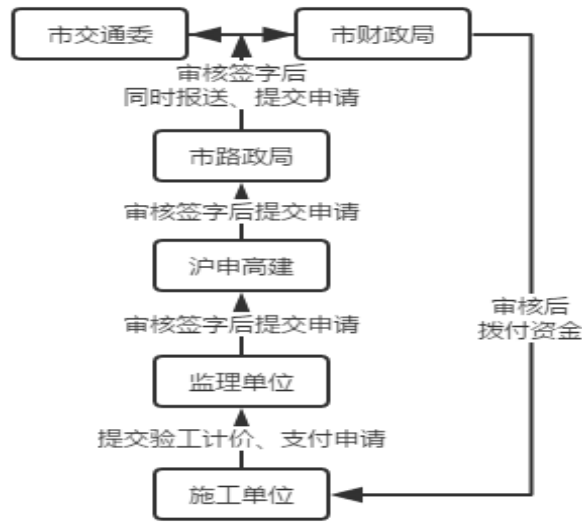 市交通委
市财政局
审核签字后
同时报送、提交申请
市路政局
审核签字后提交申请
沪申高建
审核后
拨付资金
审核签字后提交申请
监理单位
提交验工计价、支付申请
施工单位